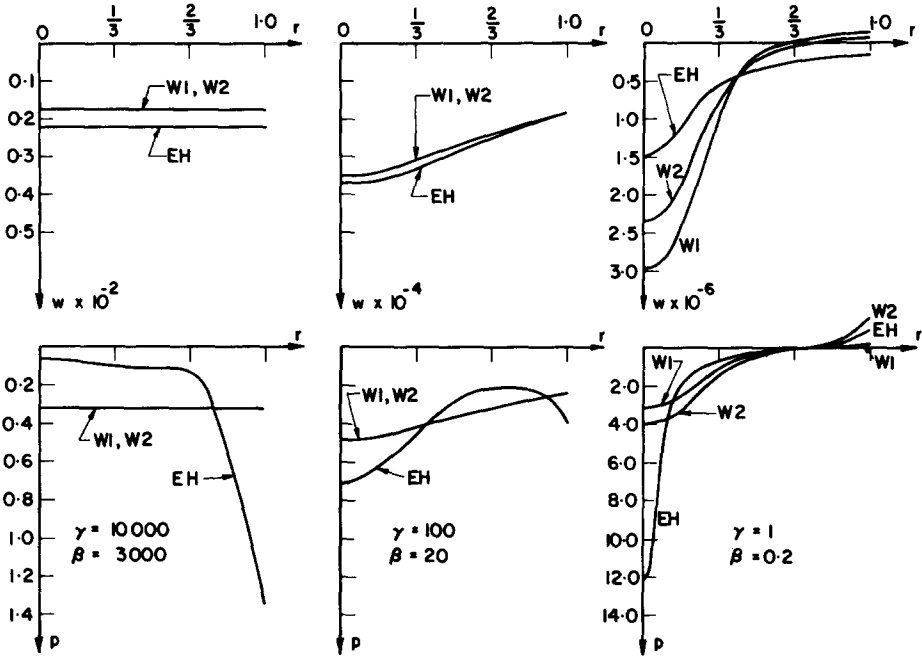 0 1/3 2/3 1·0 r
0·1
0·2
0·3
0·4
0·5
W1, W2
EH
w x 10⁻²
0 1/3 2/3 1·0 r
W1, W2
EH
w x 10⁻⁴
0 1/3 2/3 1·0 r
0·5
1·0
1·5
2·0
2·5
3·0
EH
W2
W1
w x 10⁻⁶
r
0·2
0·4
0·6
0·8
1·0
1·2
1·4
W1, W2
EH
γ = 10 000
β = 3000
p
r
W1, W2
EH
γ = 100
β = 20
p
r
2·0
4·0
6·0
8·0
10·0
12·0
14·0
W2
EH
W1
W1
W2
EH
γ = 1
β = 0·2
p